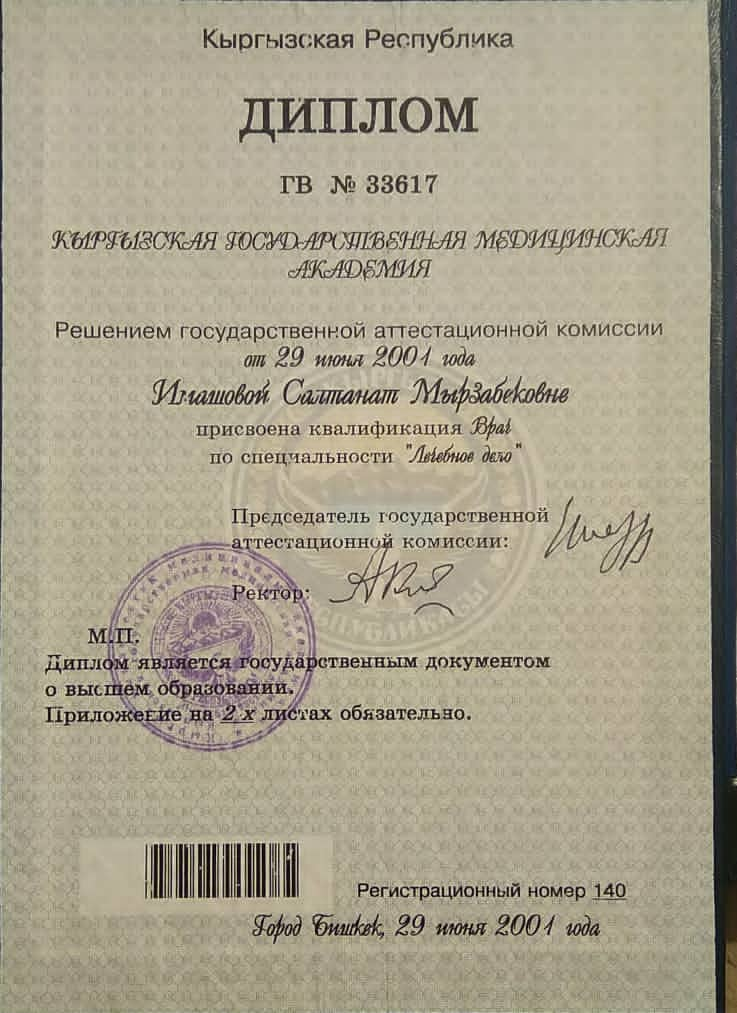 Кыргызская Республика
ДИПЛОМ
ГВ № 33617
КЫРГЫЗСКАЯ ГОСУДАРСТВЕННАЯ МЕДИЦИНСКАЯ
АКАДЕМИЯ
Решением государственной аттестационной комиссии
от 29 июня 2001 года
Имашовой Салтанат Мырзабековне
присвоена квалификация Врач
по специальности "Лечебное дело"
Председатель государственной
аттестационной комиссии:
Ректор:
М.П.
Диплом является государственным документом
о высшем образовании.
Приложение на 2 х листах обязательно.
Регистрационный номер 140
Город Бишкек, 29 июня 2001 года